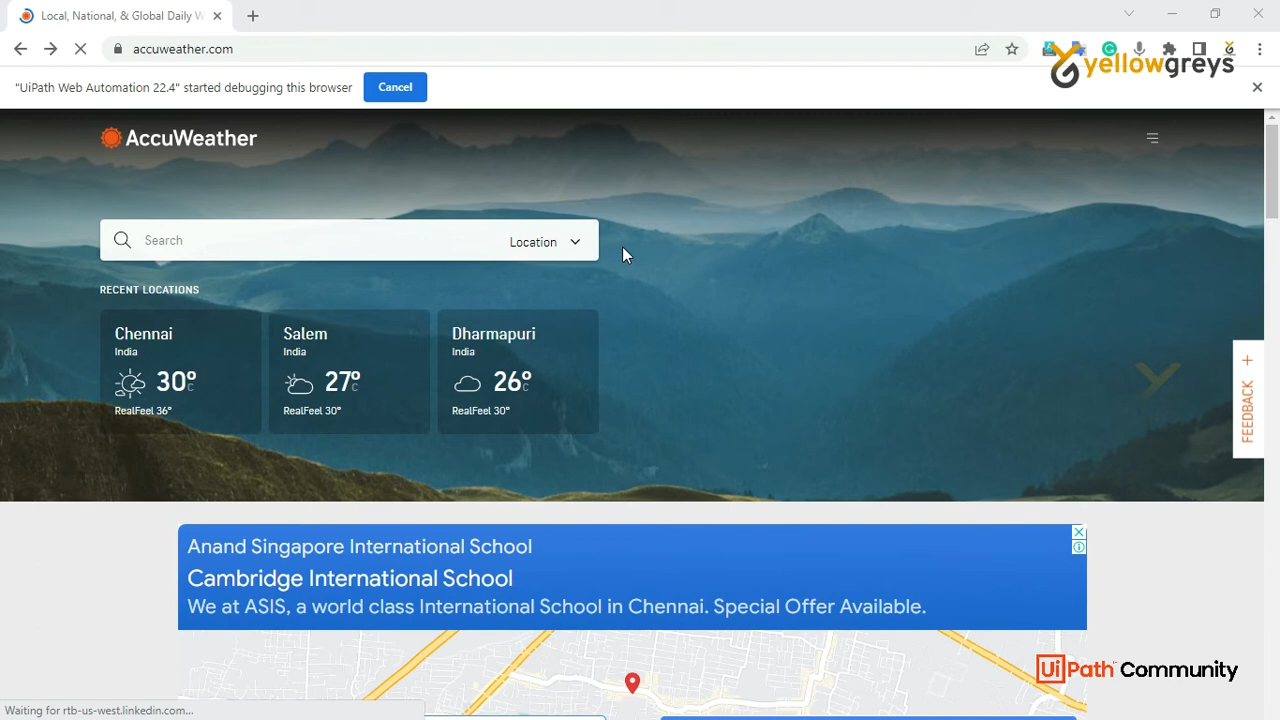 Local, National, & Global Daily W
accuweather.com
yellowgreys
"UiPath Web Automation 22.4" started debugging this browser
Cancel
AccuWeather
Search
Location
RECENT LOCATIONS
Chennai
India
30°C
RealFeel 36°
Salem
India
27°C
RealFeel 30°
Dharmapuri
India
26°C
RealFeel 30°
FEEDBACK
Anand Singapore International School
Cambridge International School
We at ASIS, a world class International School in Chennai. Special Offer Available.
UiPath Community
Waiting for rtb-us-west.linkedin.com...